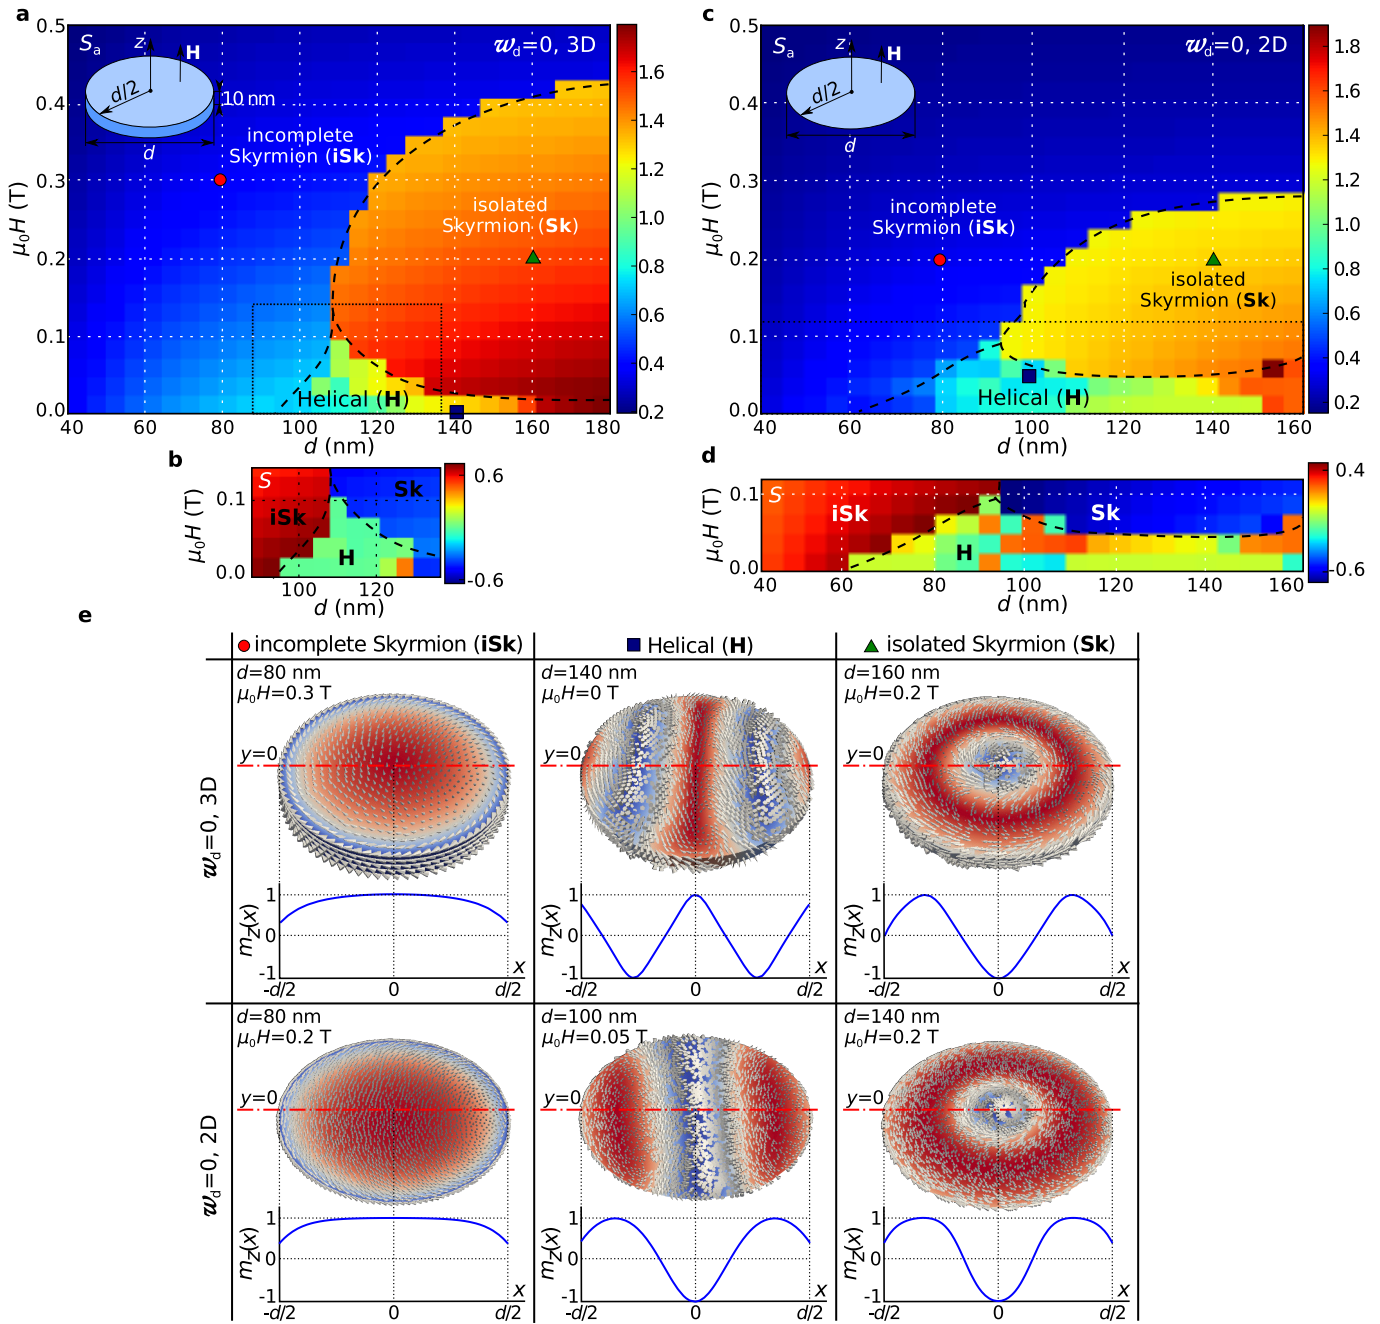 a
0.5
0.4
0.3
0.2
0.1
0.0
μ₀H (T)
Sₐ
z
H
d/2
10 nm
d
𝓌d=0, 3D
incomplete
Skyrmion (iSk)
isolated
Skyrmion (Sk)
Helical (H)
40 60 80 100 120 140 160 180
d (nm)
1.6
1.4
1.2
1.0
0.8
0.6
0.4
0.2
c
0.5
0.4
0.3
0.2
0.1
0.0
μ₀H (T)
Sₐ
z
H
d/2
d
𝓌d=0, 2D
incomplete
Skyrmion (iSk)
isolated
Skyrmion (Sk)
Helical (H)
40 60 80 100 120 140 160
d (nm)
1.8
1.6
1.4
1.2
1.0
0.8
0.6
0.4
0.2
b
S
0.1
0.0
μ₀H (T)
iSk
Sk
H
100 120
d (nm)
0.6
-0.6
d
S
0.1
0.0
μ₀H (T)
iSk
Sk
H
40 60 80 100 120 140 160
d (nm)
0.4
-0.6
e
incomplete Skyrmion (iSk)
Helical (H)
isolated Skyrmion (Sk)
𝓌d=0, 3D
d=80 nm
μ₀H=0.3 T
y=0
1
0
-1
mZ(x)
x
-d/2 0 d/2
d=140 nm
μ₀H=0 T
y=0
1
0
-1
mZ(x)
x
-d/2 0 d/2
d=160 nm
μ₀H=0.2 T
y=0
1
0
-1
mZ(x)
x
-d/2 0 d/2
𝓌d=0, 2D
d=80 nm
μ₀H=0.2 T
y=0
1
0
-1
mZ(x)
x
-d/2 0 d/2
d=100 nm
μ₀H=0.05 T
y=0
1
0
-1
mZ(x)
x
-d/2 0 d/2
d=140 nm
μ₀H=0.2 T
y=0
1
0
-1
mZ(x)
x
-d/2 0 d/2